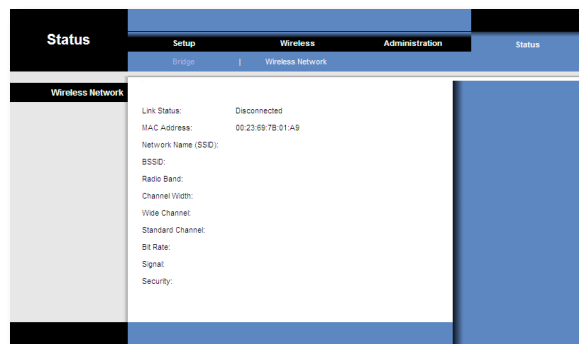 Status
Setup Wireless Administration Status
Bridge | Wireless Network
Wireless Network
Link Status: Disconnected
MAC Address: 00:23:69:7B:01:A9
Network Name (SSID):
BSSID:
Radio Band:
Channel Width:
Wide Channel:
Standard Channel:
Bit Rate:
Signal:
Security: